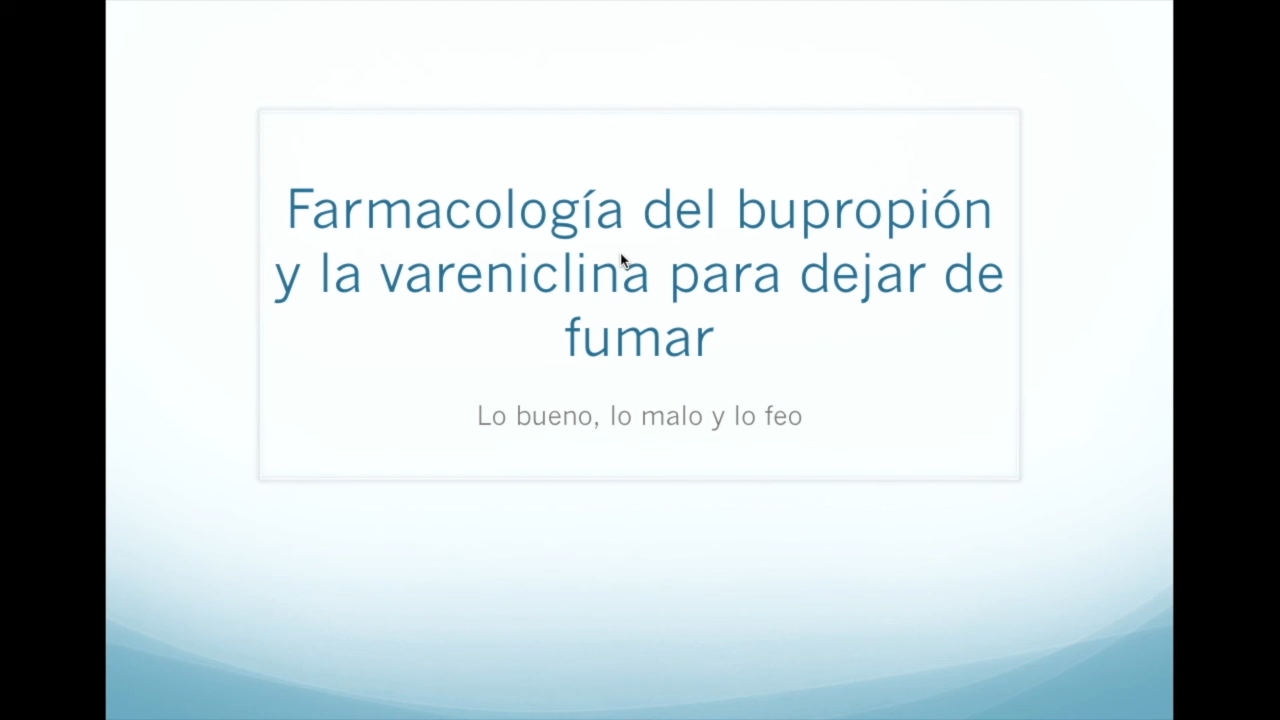 Farmacología del bupropión
y la vareniclina para dejar de
fumar
Lo bueno, lo malo y lo feo